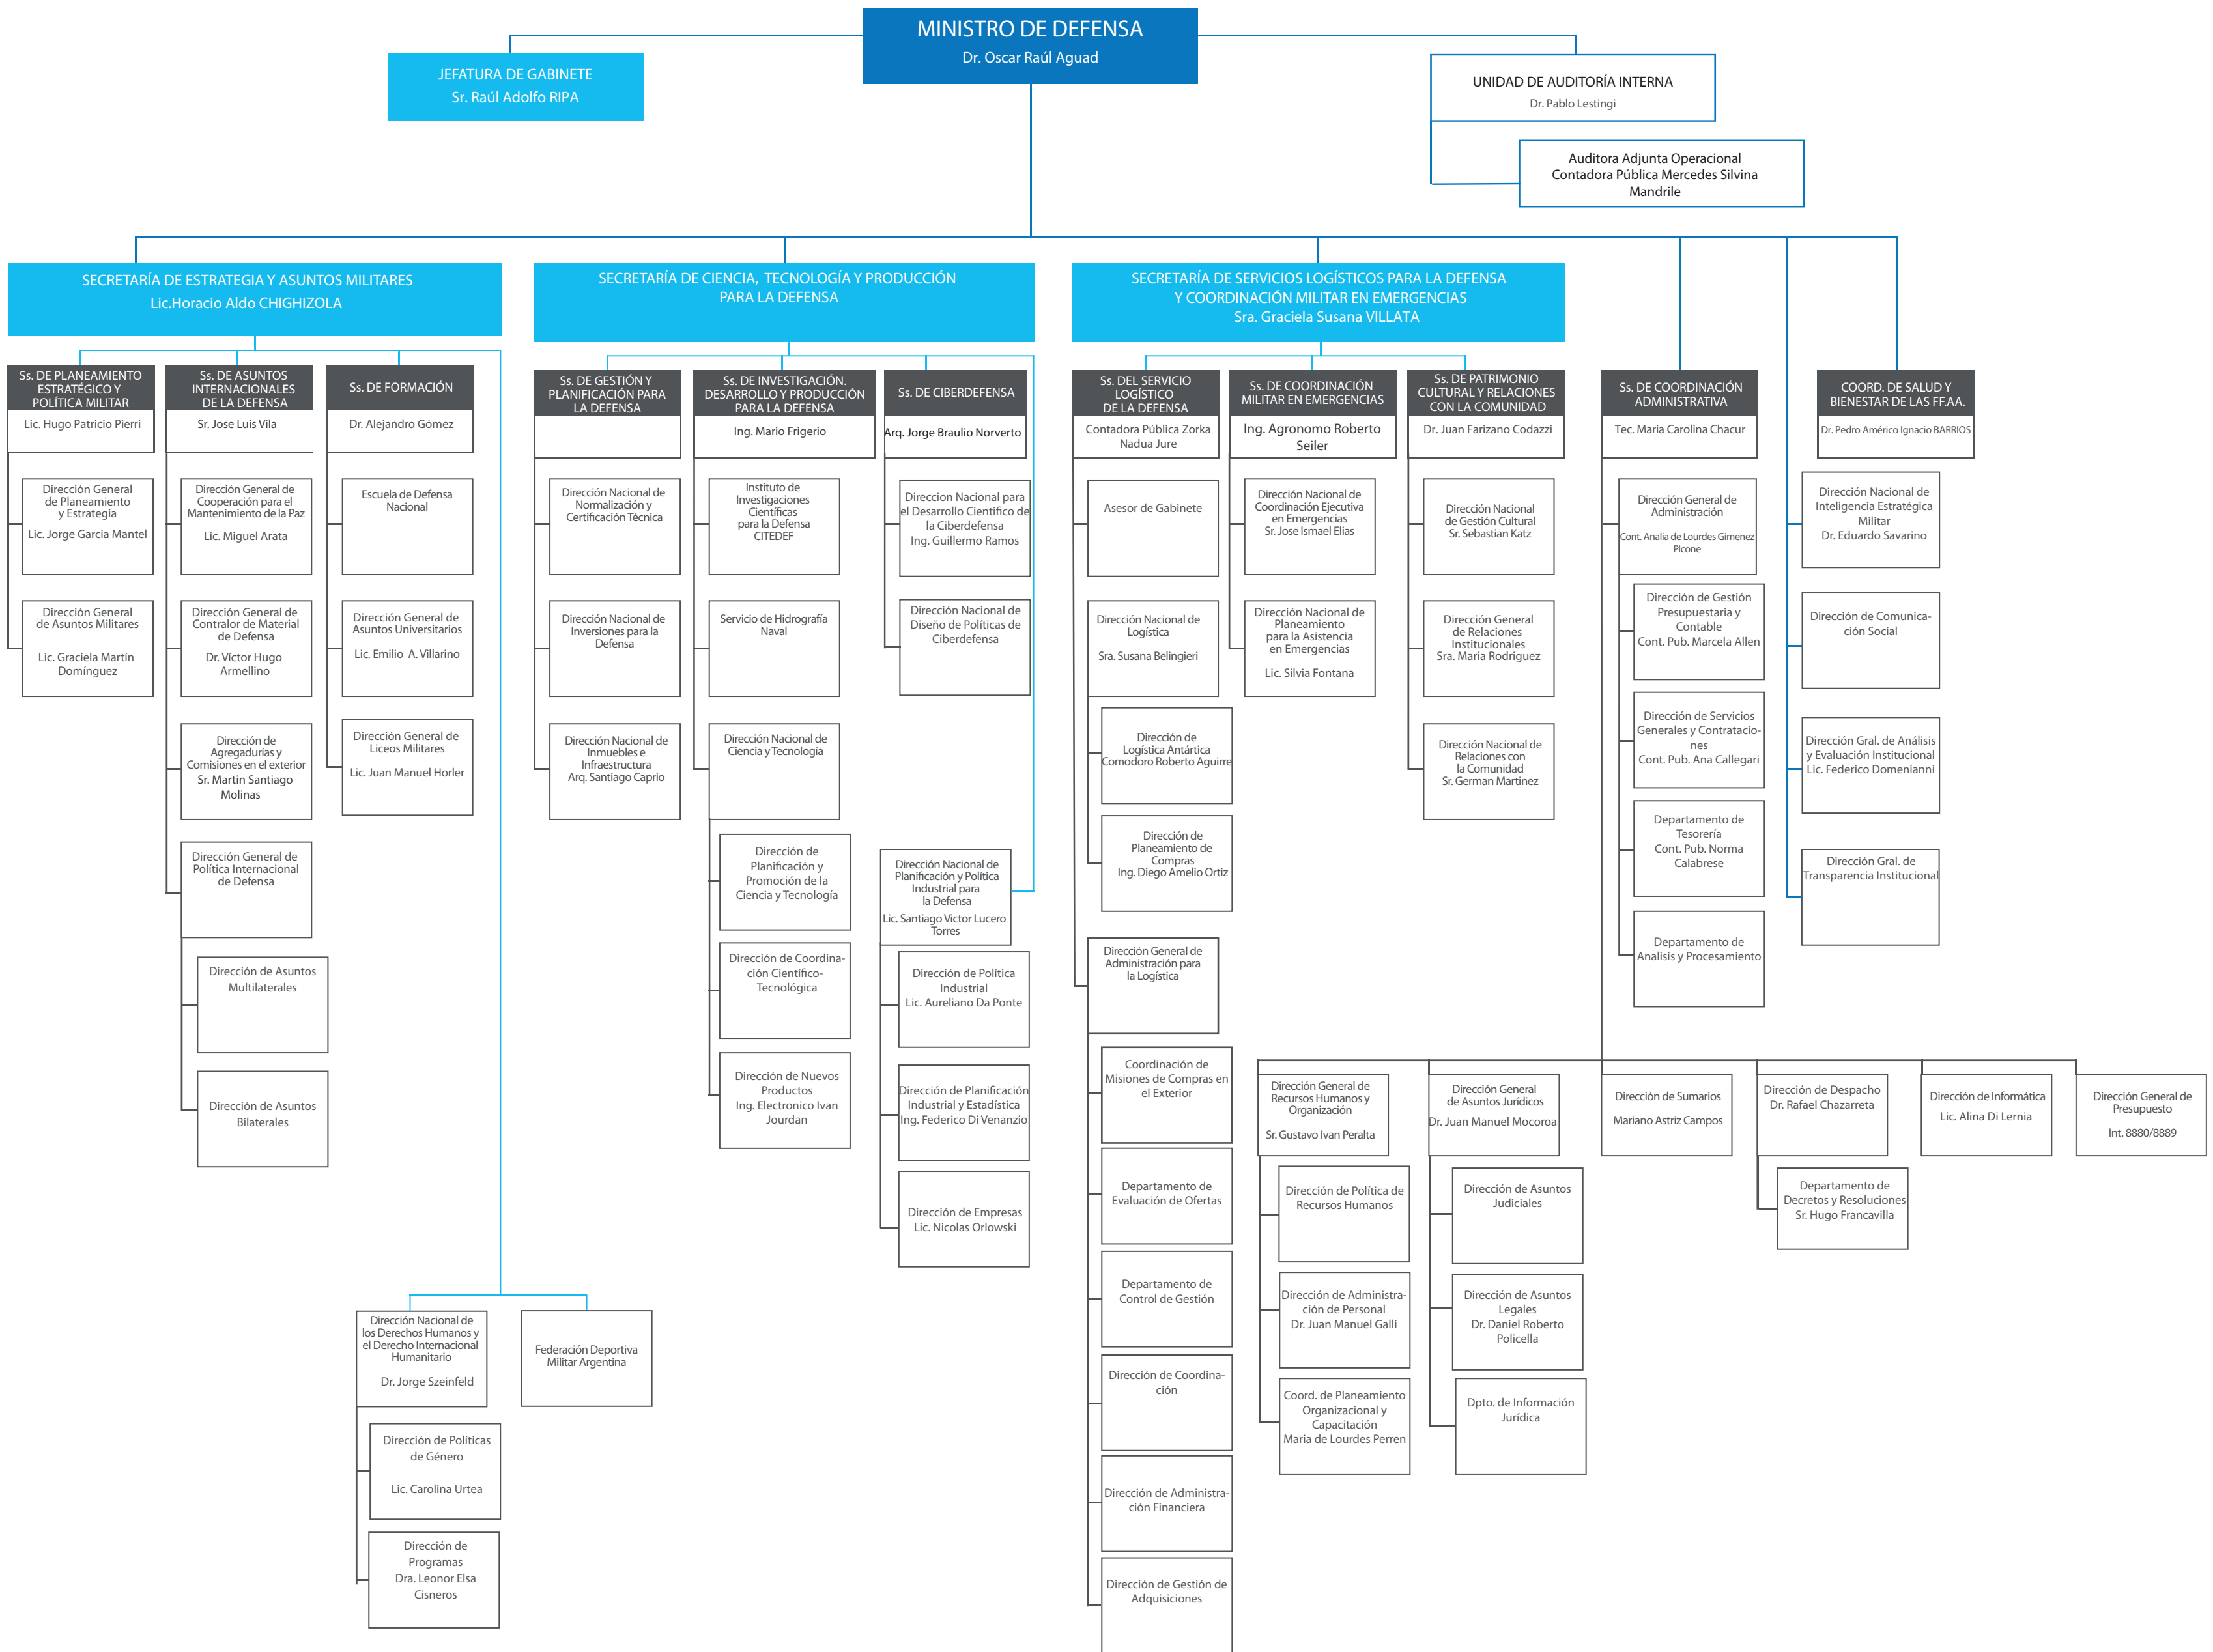 MINISTRO DE DEFENSA
Dr. Oscar Raúl Aguad
JEFATURA DE GABINETE
Sr. Raúl Adolfo RIPA
UNIDAD DE AUDITORÍA INTERNA
Dr. Pablo Lestingi
Auditora Adjunta Operacional
Contadora Pública Mercedes Silvina
Mandrile
SECRETARÍA DE ESTRATEGIA Y ASUNTOS MILITARES
Lic.Horacio Aldo CHIGHIZOLA
Ss. DE PLANEAMIENTO
ESTRATÉGICO Y
POLÍTICA MILITAR
Lic. Hugo Patricio Pierri
Dirección General
de Planeamiento
y Estrategia
Lic. Jorge Garcia Mantel
Dirección General
de Asuntos Militares
Lic. Graciela Martín
Domínguez
Ss. DE ASUNTOS
INTERNACIONALES
DE LA DEFENSA
Sr. Jose Luis Vila
Dirección General de
Cooperación para el
Mantenimiento de la Paz
Lic. Miguel Arata
Dirección General de
Contralor de Material
de Defensa
Dr. Víctor Hugo
Armellino
Dirección de
Agregadurías y
Comisiones en el exterior
Sr. Martin Santiago
Molinas
Dirección General de
Política Internacional
de Defensa
Dirección de Asuntos
Multilaterales
Dirección de Asuntos
Bilaterales
Ss. DE FORMACIÓN
Dr. Alejandro Gómez
Escuela de Defensa
Nacional
Dirección General de
Asuntos Universitarios
Lic. Emilio A. Villarino
Dirección General de
Liceos Militares
Lic. Juan Manuel Horler
Dirección Nacional de
los Derechos Humanos y
el Derecho Internacional
Humanitario
Dr. Jorge Szeinfeld
Dirección de Políticas
de Género
Lic. Carolina Urtea
Dirección de
Programas
Dra. Leonor Elsa
Cisneros
Federación Deportiva
Militar Argentina
SECRETARÍA DE CIENCIA, TECNOLOGÍA Y PRODUCCIÓN
PARA LA DEFENSA
Ss. DE GESTIÓN Y
PLANIFICACIÓN PARA
LA DEFENSA
Dirección Nacional de
Normalización y
Certificación Técnica
Dirección Nacional de
Inversiones para la
Defensa
Dirección Nacional de
Inmuebles e
Infraestructura
Arq. Santiago Caprio
Ss. DE INVESTIGACIÓN.
DESARROLLO Y PRODUCCIÓN
PARA LA DEFENSA
Ing. Mario Frigerio
Instituto de
Investigaciones
Científicas
para la Defensa
CITEDEF
Servicio de Hidrografía
Naval
Dirección Nacional de
Ciencia y Tecnología
Dirección de
Planificación y
Promoción de la
Ciencia y Tecnología
Dirección de Coordina-
ción Científico-
Tecnológica
Dirección de Nuevos
Productos
Ing. Electronico Ivan
Jourdan
Ss. DE CIBERDEFENSA
Arq. Jorge Braulio Norverto
Direccion Nacional para
el Desarrollo Cientifico de
la Ciberdefensa
Ing. Guillermo Ramos
Dirección Nacional de
Diseño de Políticas de
Ciberdefensa
Dirección Nacional de
Planificación y Política
Industrial para
la Defensa
Lic. Santiago Victor Lucero
Torres
Dirección de Política
Industrial
Lic. Aureliano Da Ponte
Dirección de Planificación
Industrial y Estadística
Ing. Federico Di Venanzio
Dirección de Empresas
Lic. Nicolas Orlowski
SECRETARÍA DE SERVICIOS LOGÍSTICOS PARA LA DEFENSA
Y COORDINACIÓN MILITAR EN EMERGENCIAS
Sra. Graciela Susana VILLATA
Ss. DEL SERVICIO
LOGÍSTICO
DE LA DEFENSA
Contadora Pública Zorka
Nadua Jure
Asesor de Gabinete
Dirección Nacional de
Logística
Sra. Susana Belingieri
Dirección de
Logística Antártica
Comodoro Roberto Aguirre
Dirección de
Planeamiento de
Compras
Ing. Diego Amelio Ortiz
Dirección General de
Administración para
la Logística
Coordinación de
Misiones de Compras en
el Exterior
Departamento de
Evaluación de Ofertas
Departamento de
Control de Gestión
Dirección de Coordina-
ción
Dirección de Administra-
ción Financiera
Dirección de Gestión de
Adquisiciones
Ss. DE COORDINACIÓN
MILITAR EN EMERGENCIAS
Ing. Agronomo Roberto
Seiler
Dirección Nacional de
Coordinación Ejecutiva
en Emergencias
Sr. Jose Ismael Elias
Dirección Nacional de
Planeamiento
para la Asistencia
en Emergencias
Lic. Silvia Fontana
Ss. DE PATRIMONIO
CULTURAL Y RELACIONES
CON LA COMUNIDAD
Dr. Juan Farizano Codazzi
Dirección Nacional
de Gestión Cultural
Sr. Sebastian Katz
Dirección General
de Relaciones
Institucionales
Sra. Maria Rodriguez
Dirección Nacional de
Relaciones con
la Comunidad
Sr. German Martinez
Ss. DE COORDINACIÓN
ADMINISTRATIVA
Tec. Maria Carolina Chacur
Dirección General de
Administración
Cont. Analia de Lourdes Gimenez
Picone
Dirección de Gestión
Presupuestaria y
Contable
Cont. Pub. Marcela Allen
Dirección de Servicios
Generales y Contratacio-
nes
Cont. Pub. Ana Callegari
Departamento de
Tesorería
Cont. Pub. Norma
Calabrese
Departamento de
Analisis y Procesamiento
COORD. DE SALUD Y
BIENESTAR DE LAS FF.AA.
Dr. Pedro Américo Ignacio BARRIOS
Dirección Nacional de
Inteligencia Estratégica
Militar
Dr. Eduardo Savarino
Dirección de Comunica-
ción Social
Dirección Gral. de Análisis
y Evaluación Institucional
Lic. Federico Domenianni
Dirección Gral. de
Transparencia Institucional
Dirección General de
Recursos Humanos y
Organización
Sr. Gustavo Ivan Peralta
Dirección de Política de
Recursos Humanos
Dirección de Administra-
ción de Personal
Dr. Juan Manuel Galli
Coord. de Planeamiento
Organizacional y
Capacitación
Maria de Lourdes Perren
Dirección General
de Asuntos Jurídicos
Dr. Juan Manuel Mocoroa
Dirección de Asuntos
Judiciales
Dirección de Asuntos
Legales
Dr. Daniel Roberto
Policella
Dpto. de Información
Jurídica
Dirección de Sumarios
Mariano Astriz Campos
Dirección de Despacho
Dr. Rafael Chazarreta
Departamento de
Decretos y Resoluciones
Sr. Hugo Francavilla
Dirección de Informática
Lic. Alina Di Lernia
Dirección General de
Presupuesto
Int. 8880/8889